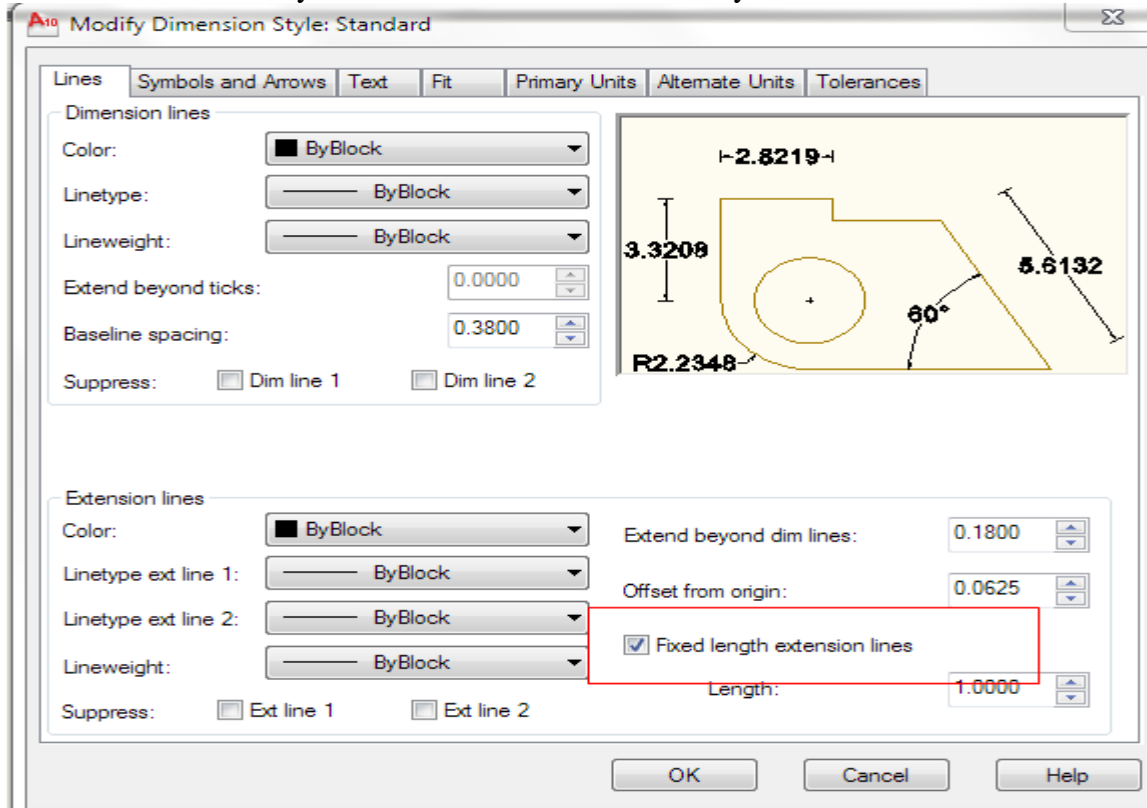 A10 Modify Dimension Style: Standard
Lines Symbols and Arrows Text Fit Primary Units Alternate Units Tolerances
Dimension lines
Color: ByBlock
Linetype: ByBlock
Lineweight: ByBlock
Extend beyond ticks: 0.0000
Baseline spacing: 0.3800
Suppress: Dim line 1 Dim line 2
2.8219
3.3208
5.6132
60°
R2.2348
Extension lines
Color: ByBlock
Linetype ext line 1: ByBlock
Linetype ext line 2: ByBlock
Lineweight: ByBlock
Suppress: Ext line 1 Ext line 2
Extend beyond dim lines: 0.1800
Offset from origin: 0.0625
Fixed length extension lines
Length: 1.0000
OK Cancel Help